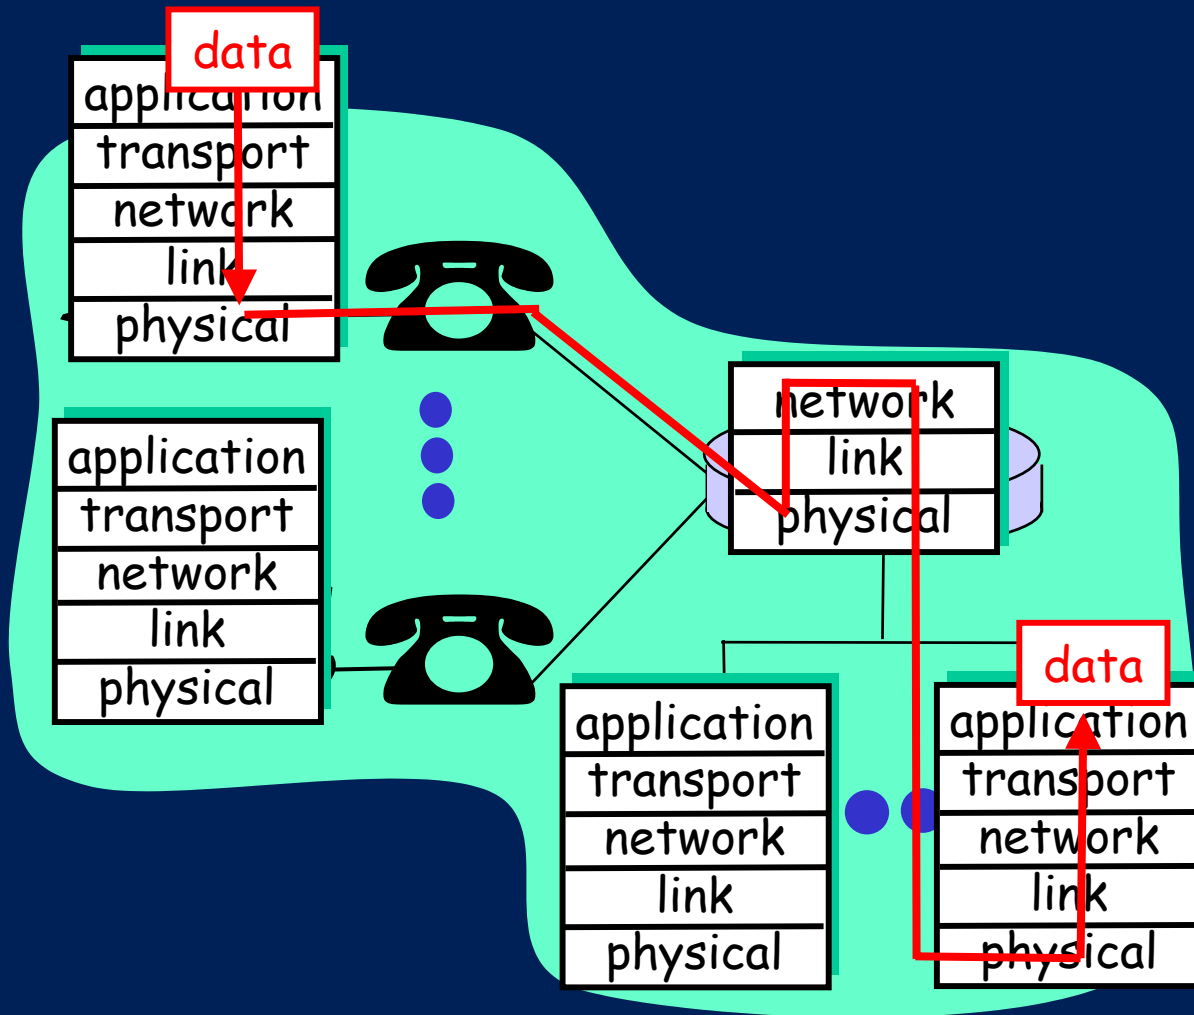 data
application
transport
network
link
physical
application
transport
network
link
physical
network
link
physical
application
transport
network
link
physical
data
application
transport
network
link
physical